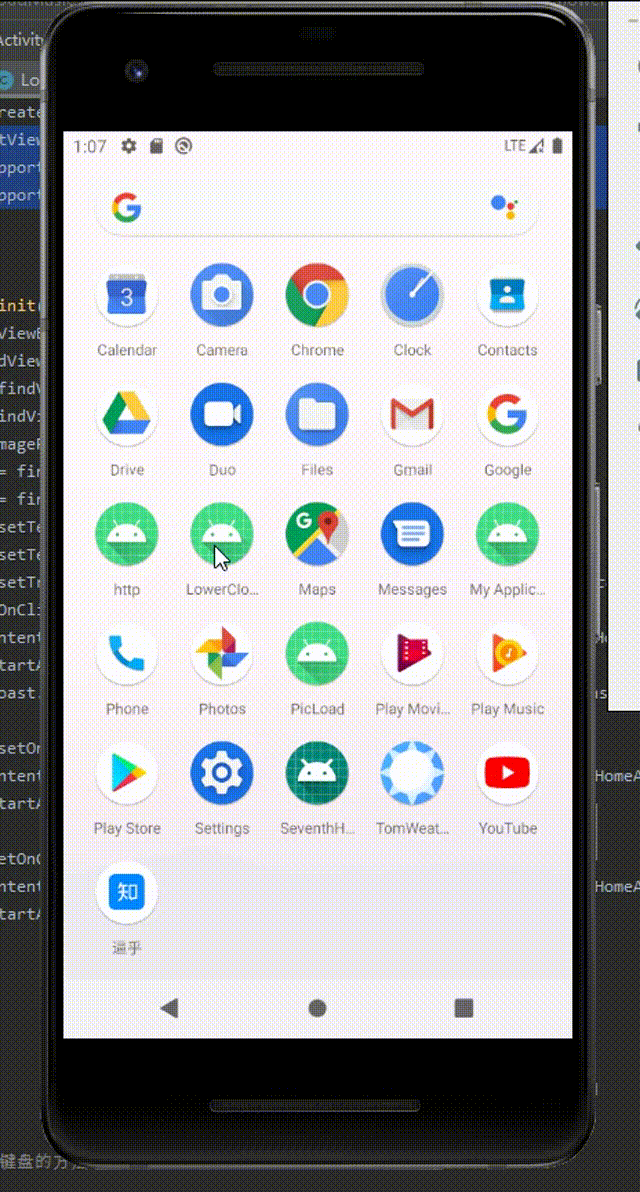 Activity
Lo
reate
tView
pport
pport
init(
ViewB
dView
findV
indVi
mageR
= fin
= fin
setTe
setTe
setTr
OnCli
ntent
tartA
oast.
setOn
ntent
HomeA
tartA
etOnC
ntent
HomeA
tartA
1:07
LTE
G
3
Calendar
Camera
Chrome
Clock
Contacts
Drive
Duo
Files
Gmail
Google
http
LowerClo...
Maps
Messages
My Applic...
Phone
Photos
PicLoad
Play Movi...
Play Music
Play Store
Settings
SeventhH...
TomWeat...
YouTube
知
逼乎
键盘的方